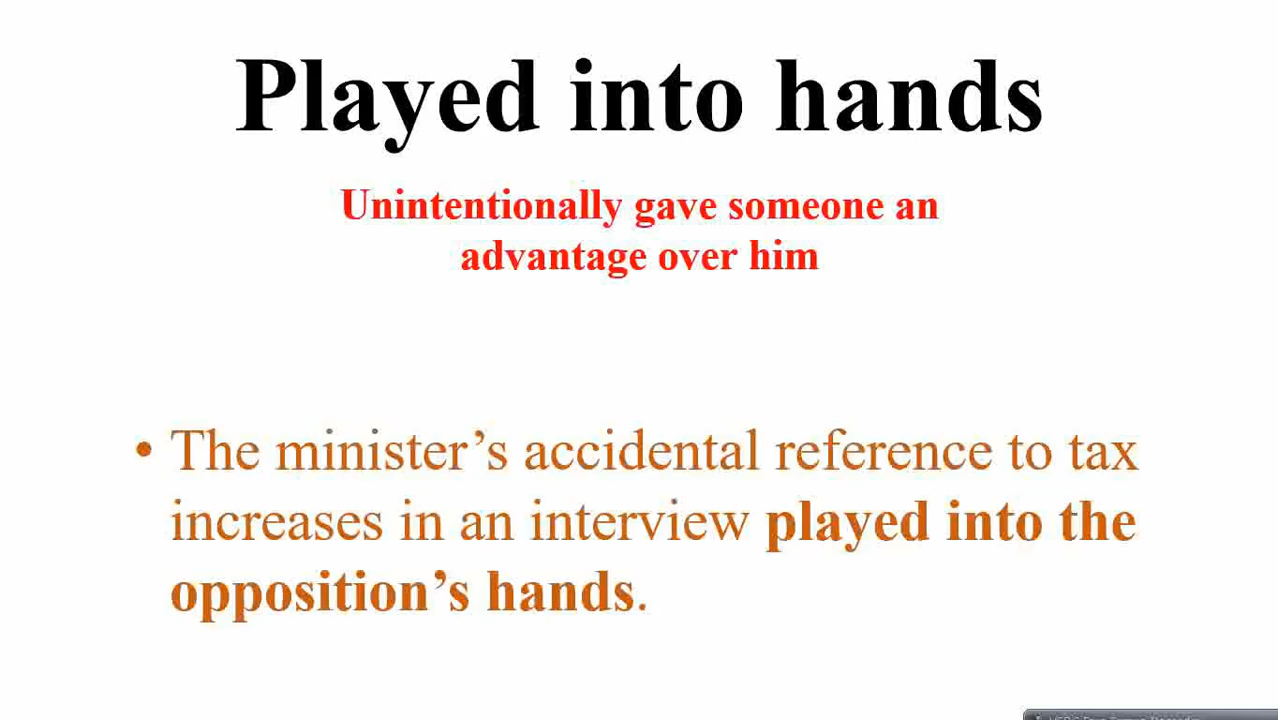 Played into hands
Unintentionally gave someone an
advantage over him
• The minister’s accidental reference to tax
increases in an interview played into the
opposition’s hands.